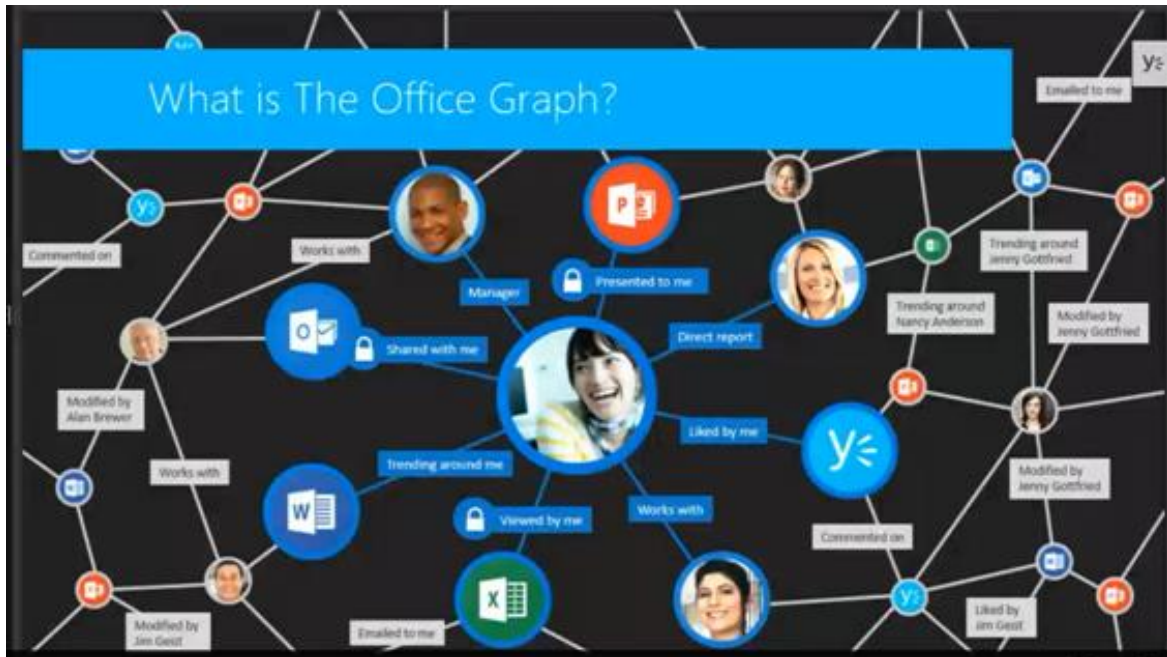 What is The Office Graph?
Emailed to me
Commented on
Works with
Manager
Presented to me
Trending around
Jenny Gottfried
Shared with me
Direct report
Trending around
Nancy Anderson
Modified by
Jenny Gottfried
Modified by
Alan Brewer
Liked by me
Trending around me
Works with
Viewed by me
Works with
Modified by
Jenny Gottfried
Commented on
Modified by
Jim Geist
Emailed to me
Liked by
Jim Geist